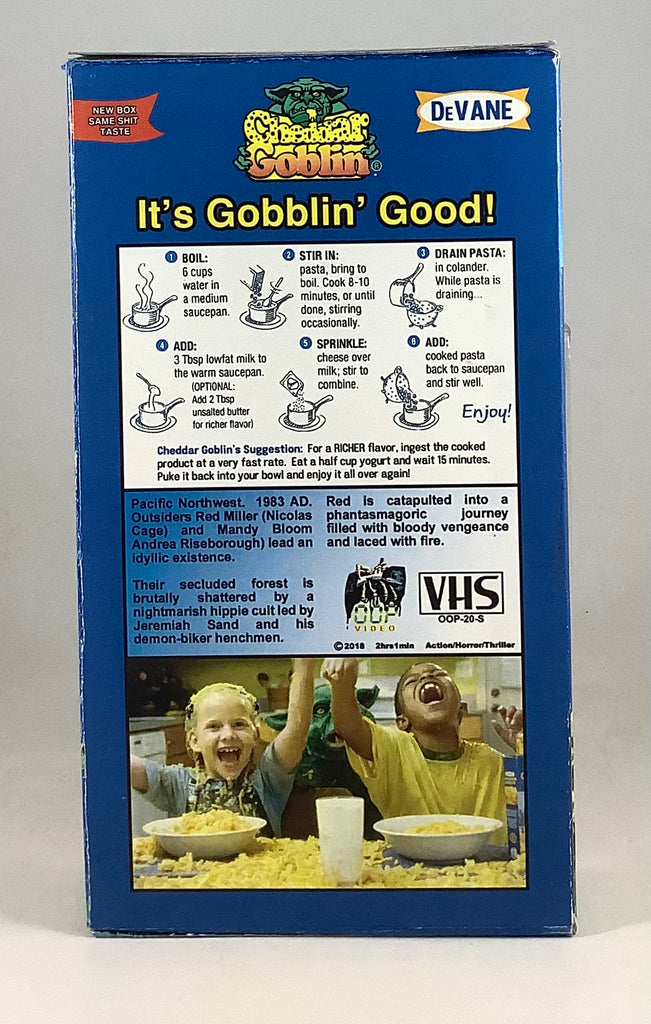 NEW BOX
SAME SHIT
TASTE
Cheddar
Goblin®
DeVANE
It's Gobblin' Good!
1 BOIL:
6 cups
water in
a medium
saucepan.
2 STIR IN:
pasta, bring to
boil. Cook 8-10
minutes, or until
done, stirring
occasionally.
3 DRAIN PASTA:
in colander.
While pasta is
draining...
4 ADD:
3 Tbsp lowfat milk to
the warm saucepan.
(OPTIONAL:
Add 2 Tbsp
unsalted butter
for richer flavor)
5 SPRINKLE:
cheese over
milk; stir to
combine.
6 ADD:
cooked pasta
back to saucepan
and stir well.
Enjoy!
Cheddar Goblin's Suggestion: For a RICHER flavor, ingest the cooked
product at a very fast rate. Eat a half cup yogurt and wait 15 minutes.
Puke it back into your bowl and enjoy it all over again!
Pacific Northwest. 1983 AD.
Outsiders Red Miller (Nicolas
Cage) and Mandy Bloom
Andrea Riseborough) lead an
idyllic existence.
Their secluded forest is
brutally shattered by a
nightmarish hippie cult led by
Jeremiah Sand and his
demon-biker henchmen.
Red is catapulted into a
phantasmagoric journey
filled with bloody vengeance
and laced with fire.
OOP
VIDEO
VHS
OOP-20-S
©2018 2hrs1min Action/Horror/Thriller